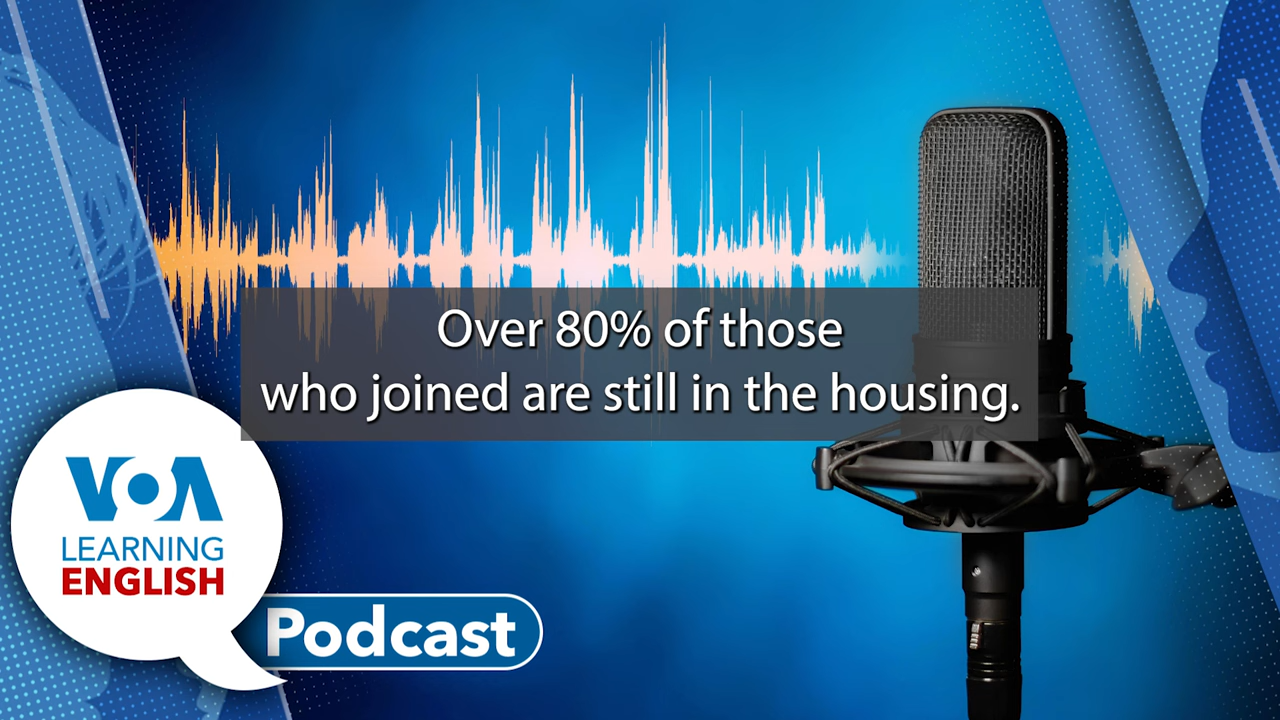 Over 80% of those
who joined are still in the housing.
VOA
LEARNING
ENGLISH
Podcast